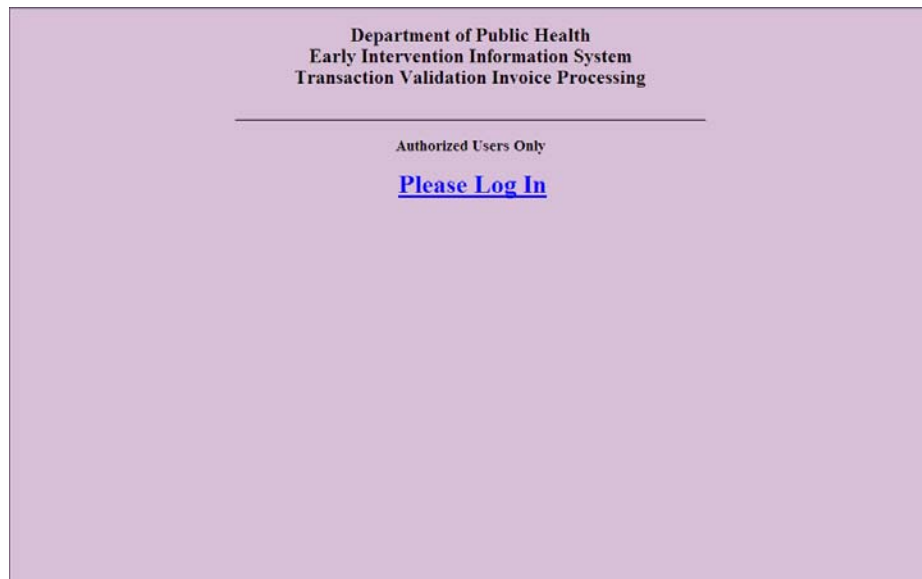 Department of Public Health
Early Intervention Information System
Transaction Validation Invoice Processing
Authorized Users Only
Please Log In